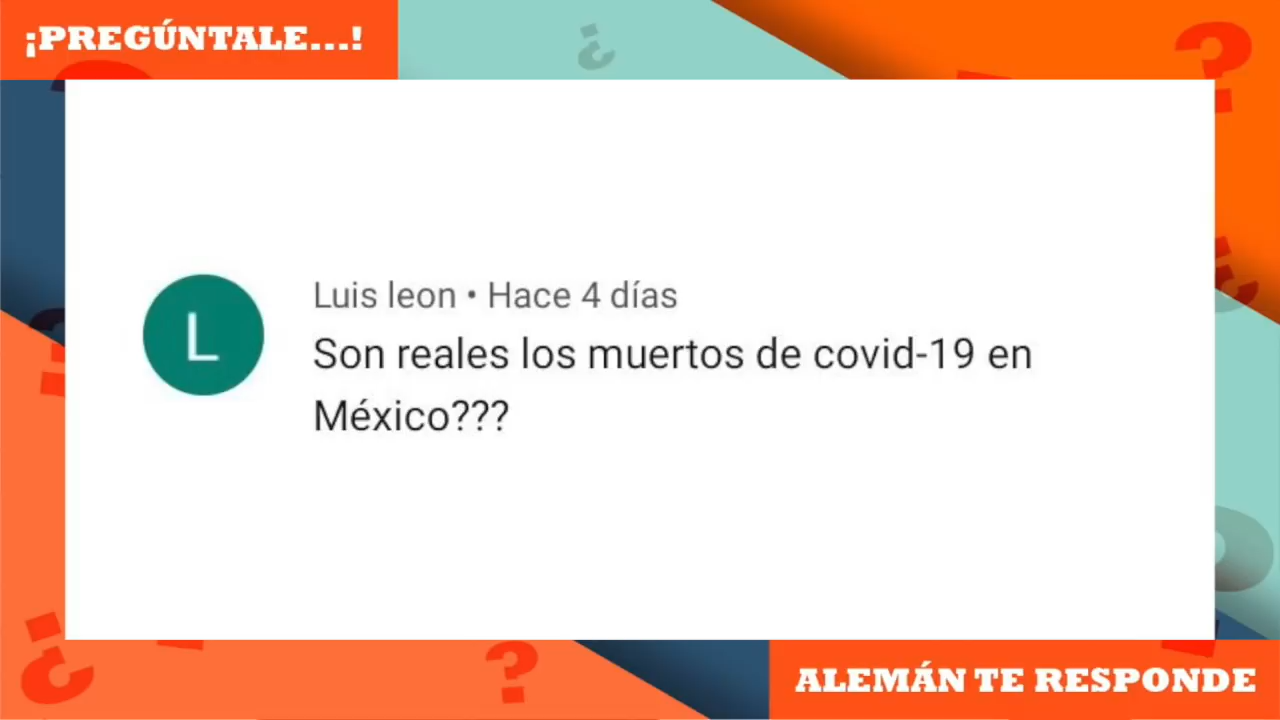 ¡PREGÚNTALE...!
L
Luis leon • Hace 4 días
Son reales los muertos de covid-19 en
México???
ALEMÁN TE RESPONDE